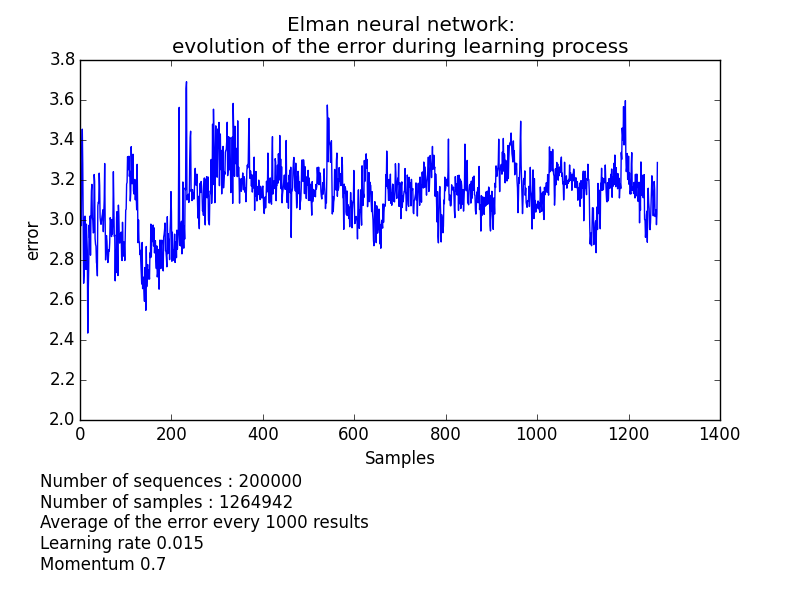 Elman neural network:
evolution of the error during learning process
3.8
3.6
3.4
3.2
3.0
2.8
2.6
2.4
2.2
2.0
error
0 200 400 600 800 1000 1200 1400
Samples
Number of sequences : 200000
Number of samples : 1264942
Average of the error every 1000 results
Learning rate 0.015
Momentum 0.7